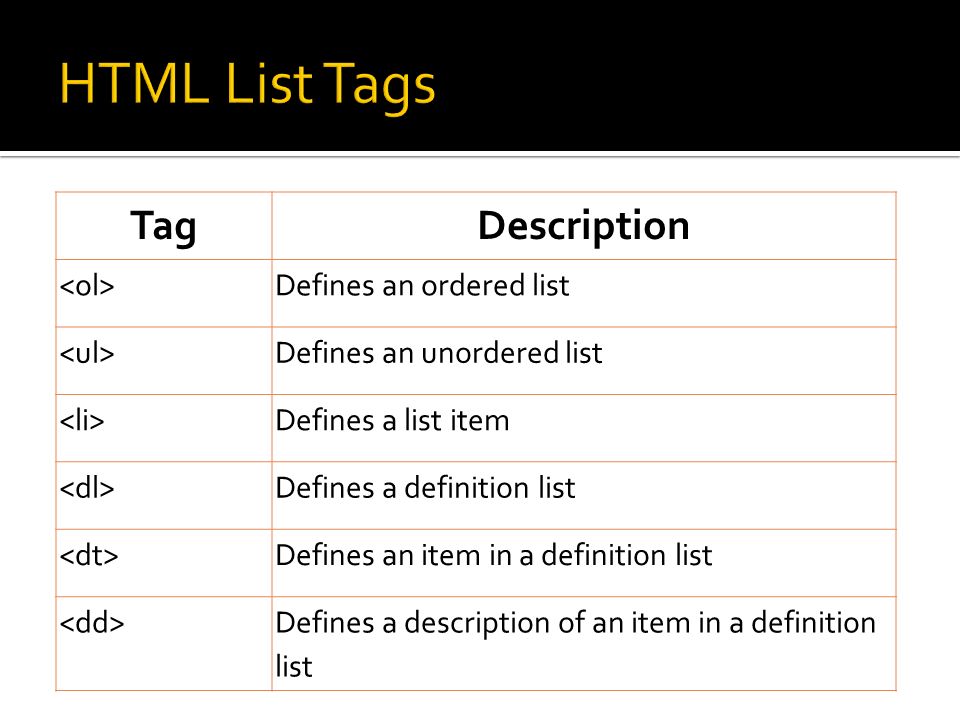 HTML List Tags
Tag Description
<ol> Defines an ordered list
<ul> Defines an unordered list
<li> Defines a list item
<dl> Defines a definition list
<dt> Defines an item in a definition list
<dd> Defines a description of an item in a definition
list